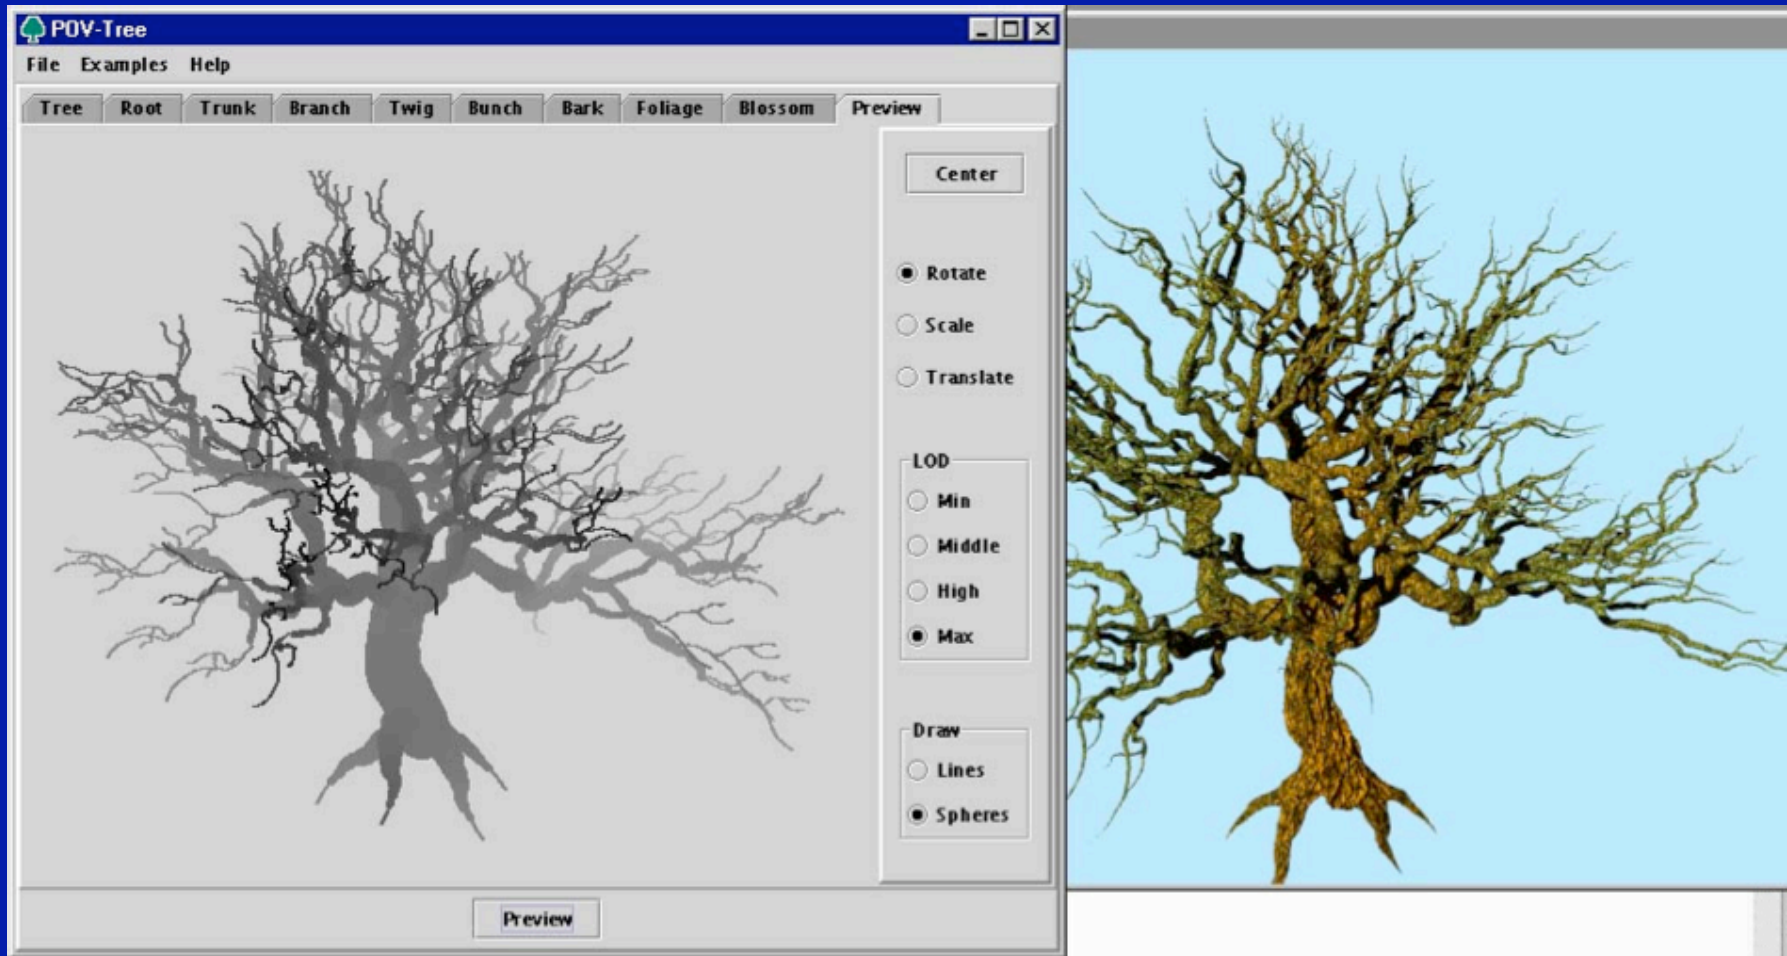 POV-Tree
File Examples Help
Tree Root Trunk Branch Twig Bunch Bark Foliage Blossom Preview
Center
Rotate
Scale
Translate
LOD
Min
Middle
High
Max
Draw
Lines
Spheres
Preview